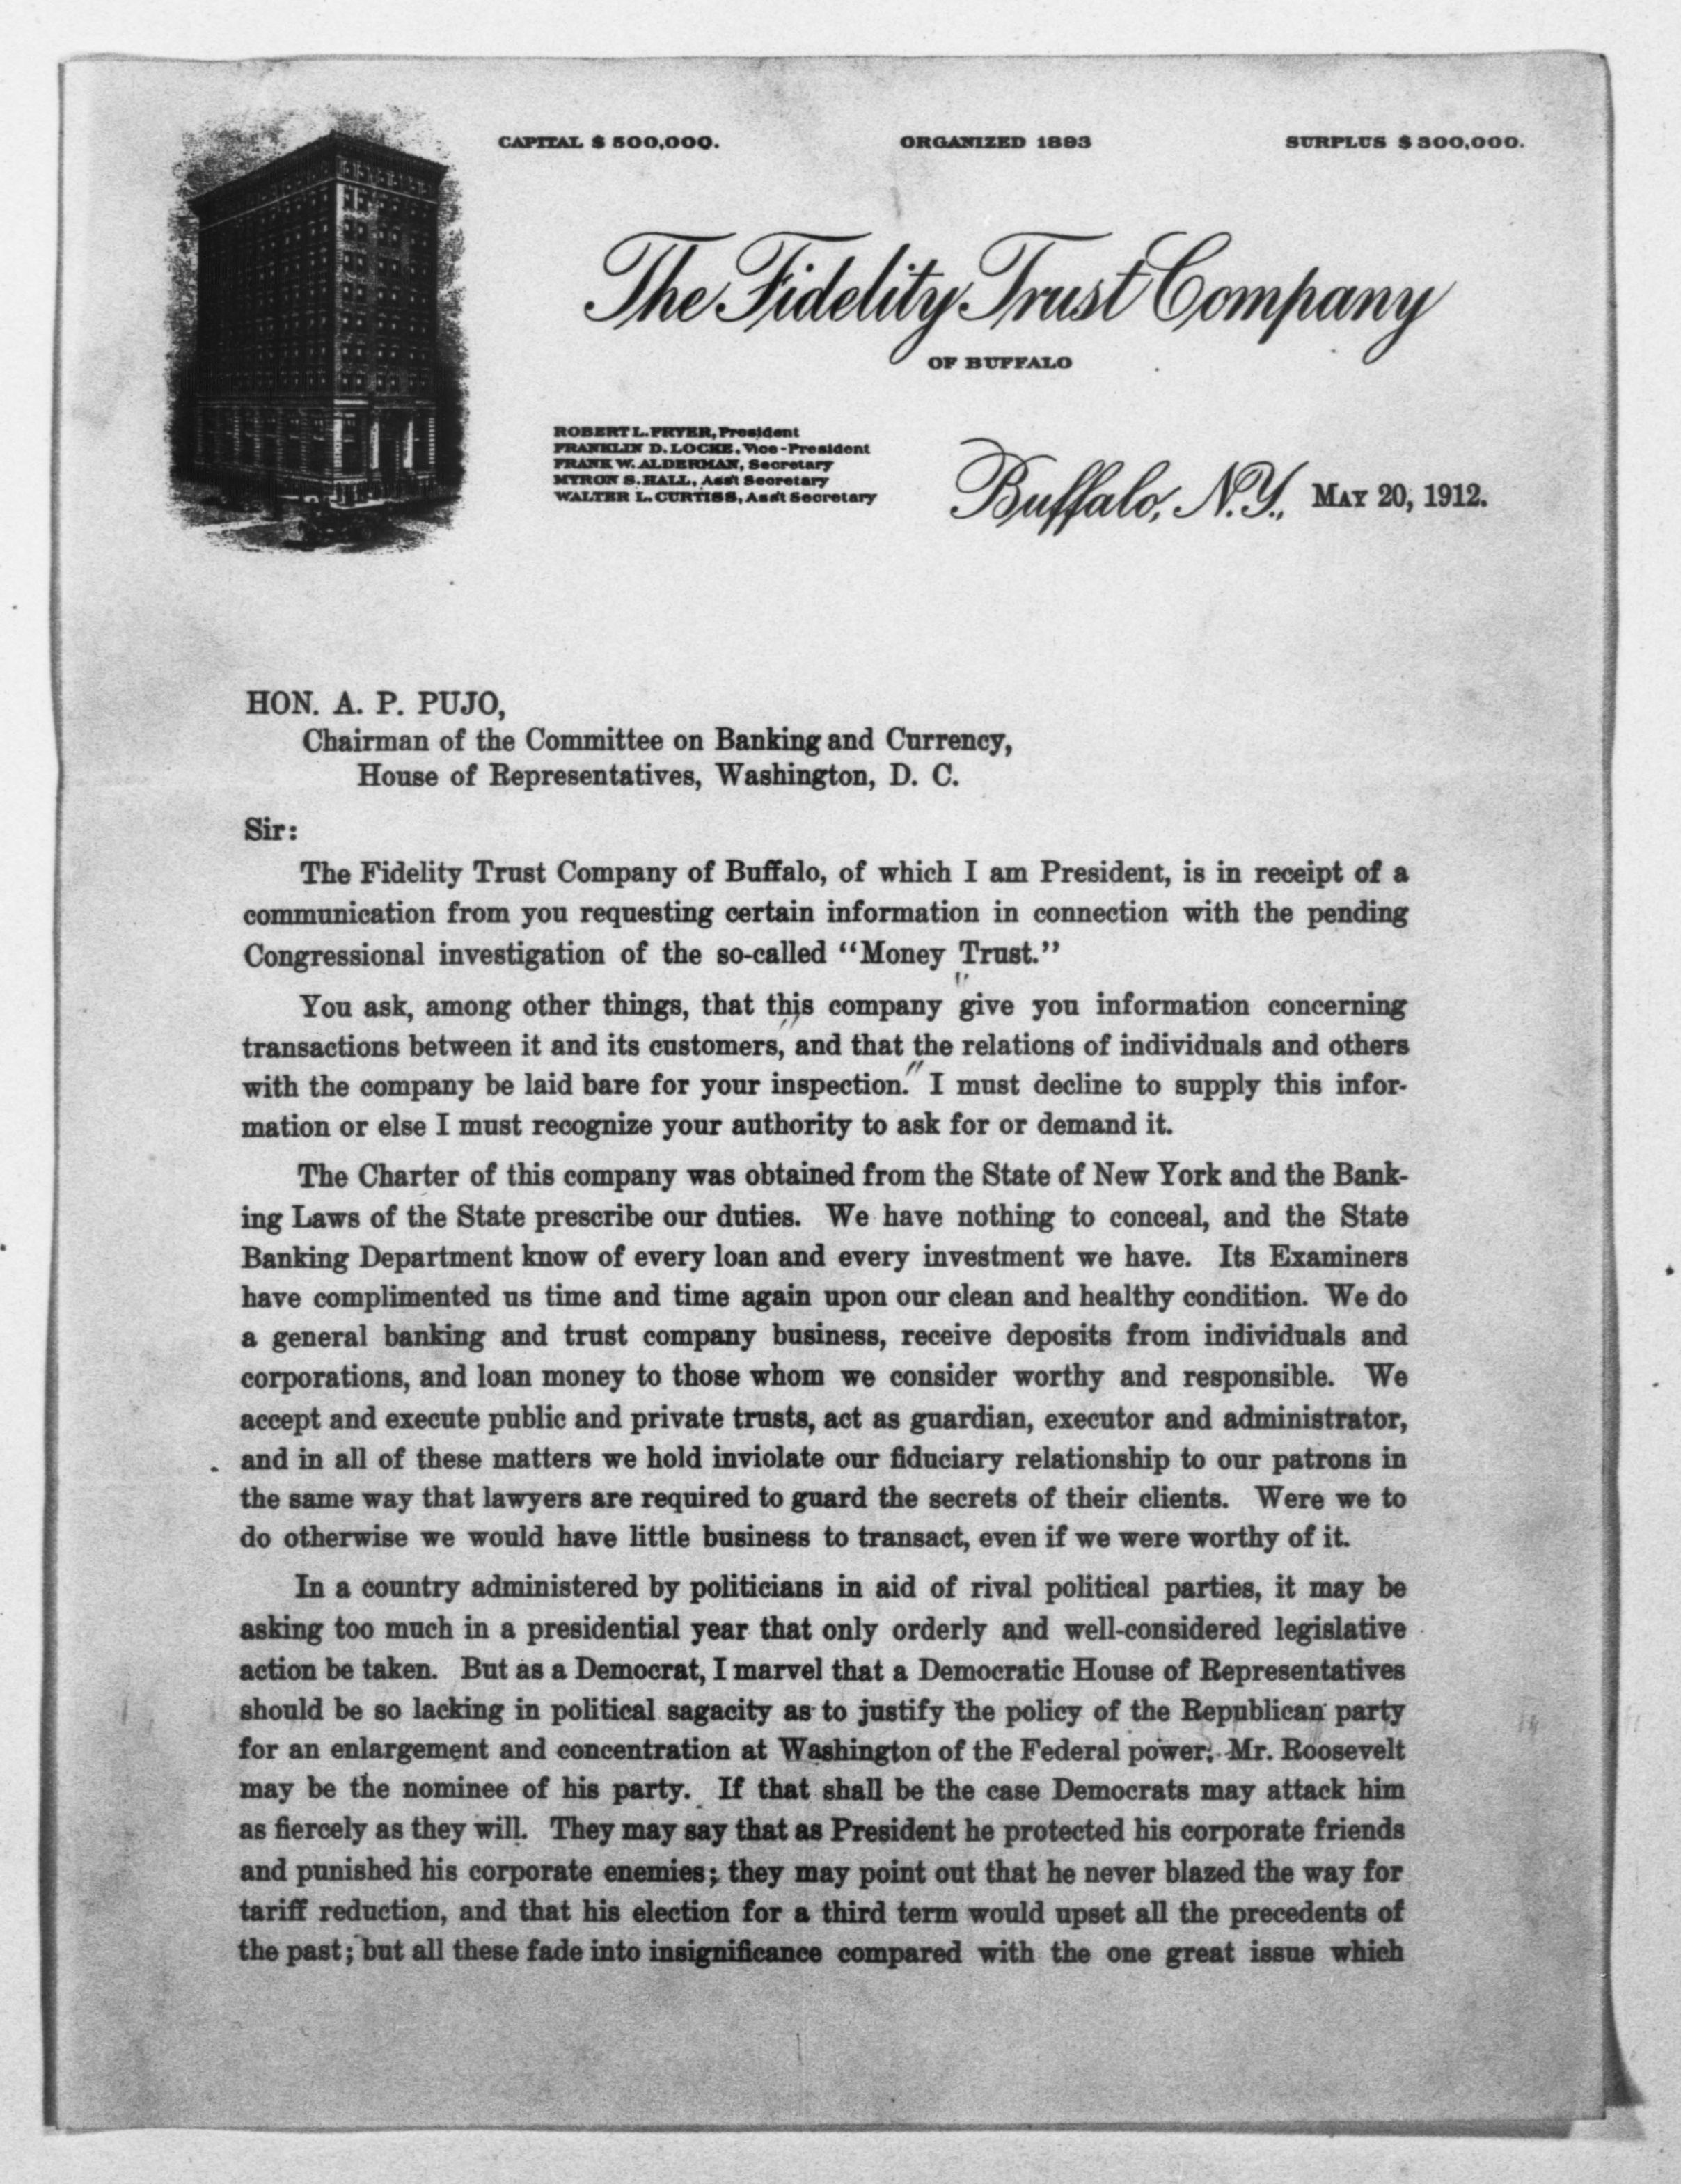 CAPITAL $ 500,000. ORGANIZED 1893 SURPLUS $ 300,000.
The Fidelity Trust Company
OF BUFFALO
ROBERT L. FRYER, President
FRANKLIN D. LOCKE, Vice-President
FRANK W. ALDERMAN, Secretary
MYRON S. HALL, Ass't Secretary
WALTER L. CURTISS, Ass't Secretary
Buffalo, N.Y., MAY 20, 1912.
HON. A. P. PUJO,
Chairman of the Committee on Banking and Currency,
House of Representatives, Washington, D. C.
Sir:
The Fidelity Trust Company of Buffalo, of which I am President, is in receipt of a
communication from you requesting certain information in connection with the pending
Congressional investigation of the so-called "Money Trust."
You ask, among other things, that this company "give you information concerning
transactions between it and its customers," and that "the relations of individuals and others
with the company be laid bare for your inspection." I must decline to supply this infor-
mation or else I must recognize your authority to ask for or demand it.
The Charter of this company was obtained from the State of New York and the Bank-
ing Laws of the State prescribe our duties. We have nothing to conceal, and the State
Banking Department know of every loan and every investment we have. Its Examiners
have complimented us time and time again upon our clean and healthy condition. We do
a general banking and trust company business, receive deposits from individuals and
corporations, and loan money to those whom we consider worthy and responsible. We
accept and execute public and private trusts, act as guardian, executor and administrator,
and in all of these matters we hold inviolate our fiduciary relationship to our patrons in
the same way that lawyers are required to guard the secrets of their clients. Were we to
do otherwise we would have little business to transact, even if we were worthy of it.
In a country administered by politicians in aid of rival political parties, it may be
asking too much in a presidential year that only orderly and well-considered legislative
action be taken. But as a Democrat, I marvel that a Democratic House of Representatives
should be so lacking in political sagacity as to justify the policy of the Republican party
for an enlargement and concentration at Washington of the Federal power. Mr. Roosevelt
may be the nominee of his party. If that shall be the case Democrats may attack him
as fiercely as they will. They may say that as President he protected his corporate friends
and punished his corporate enemies; they may point out that he never blazed the way for
tariff reduction, and that his election for a third term would upset all the precedents of
the past; but all these fade into insignificance compared with the one great issue which